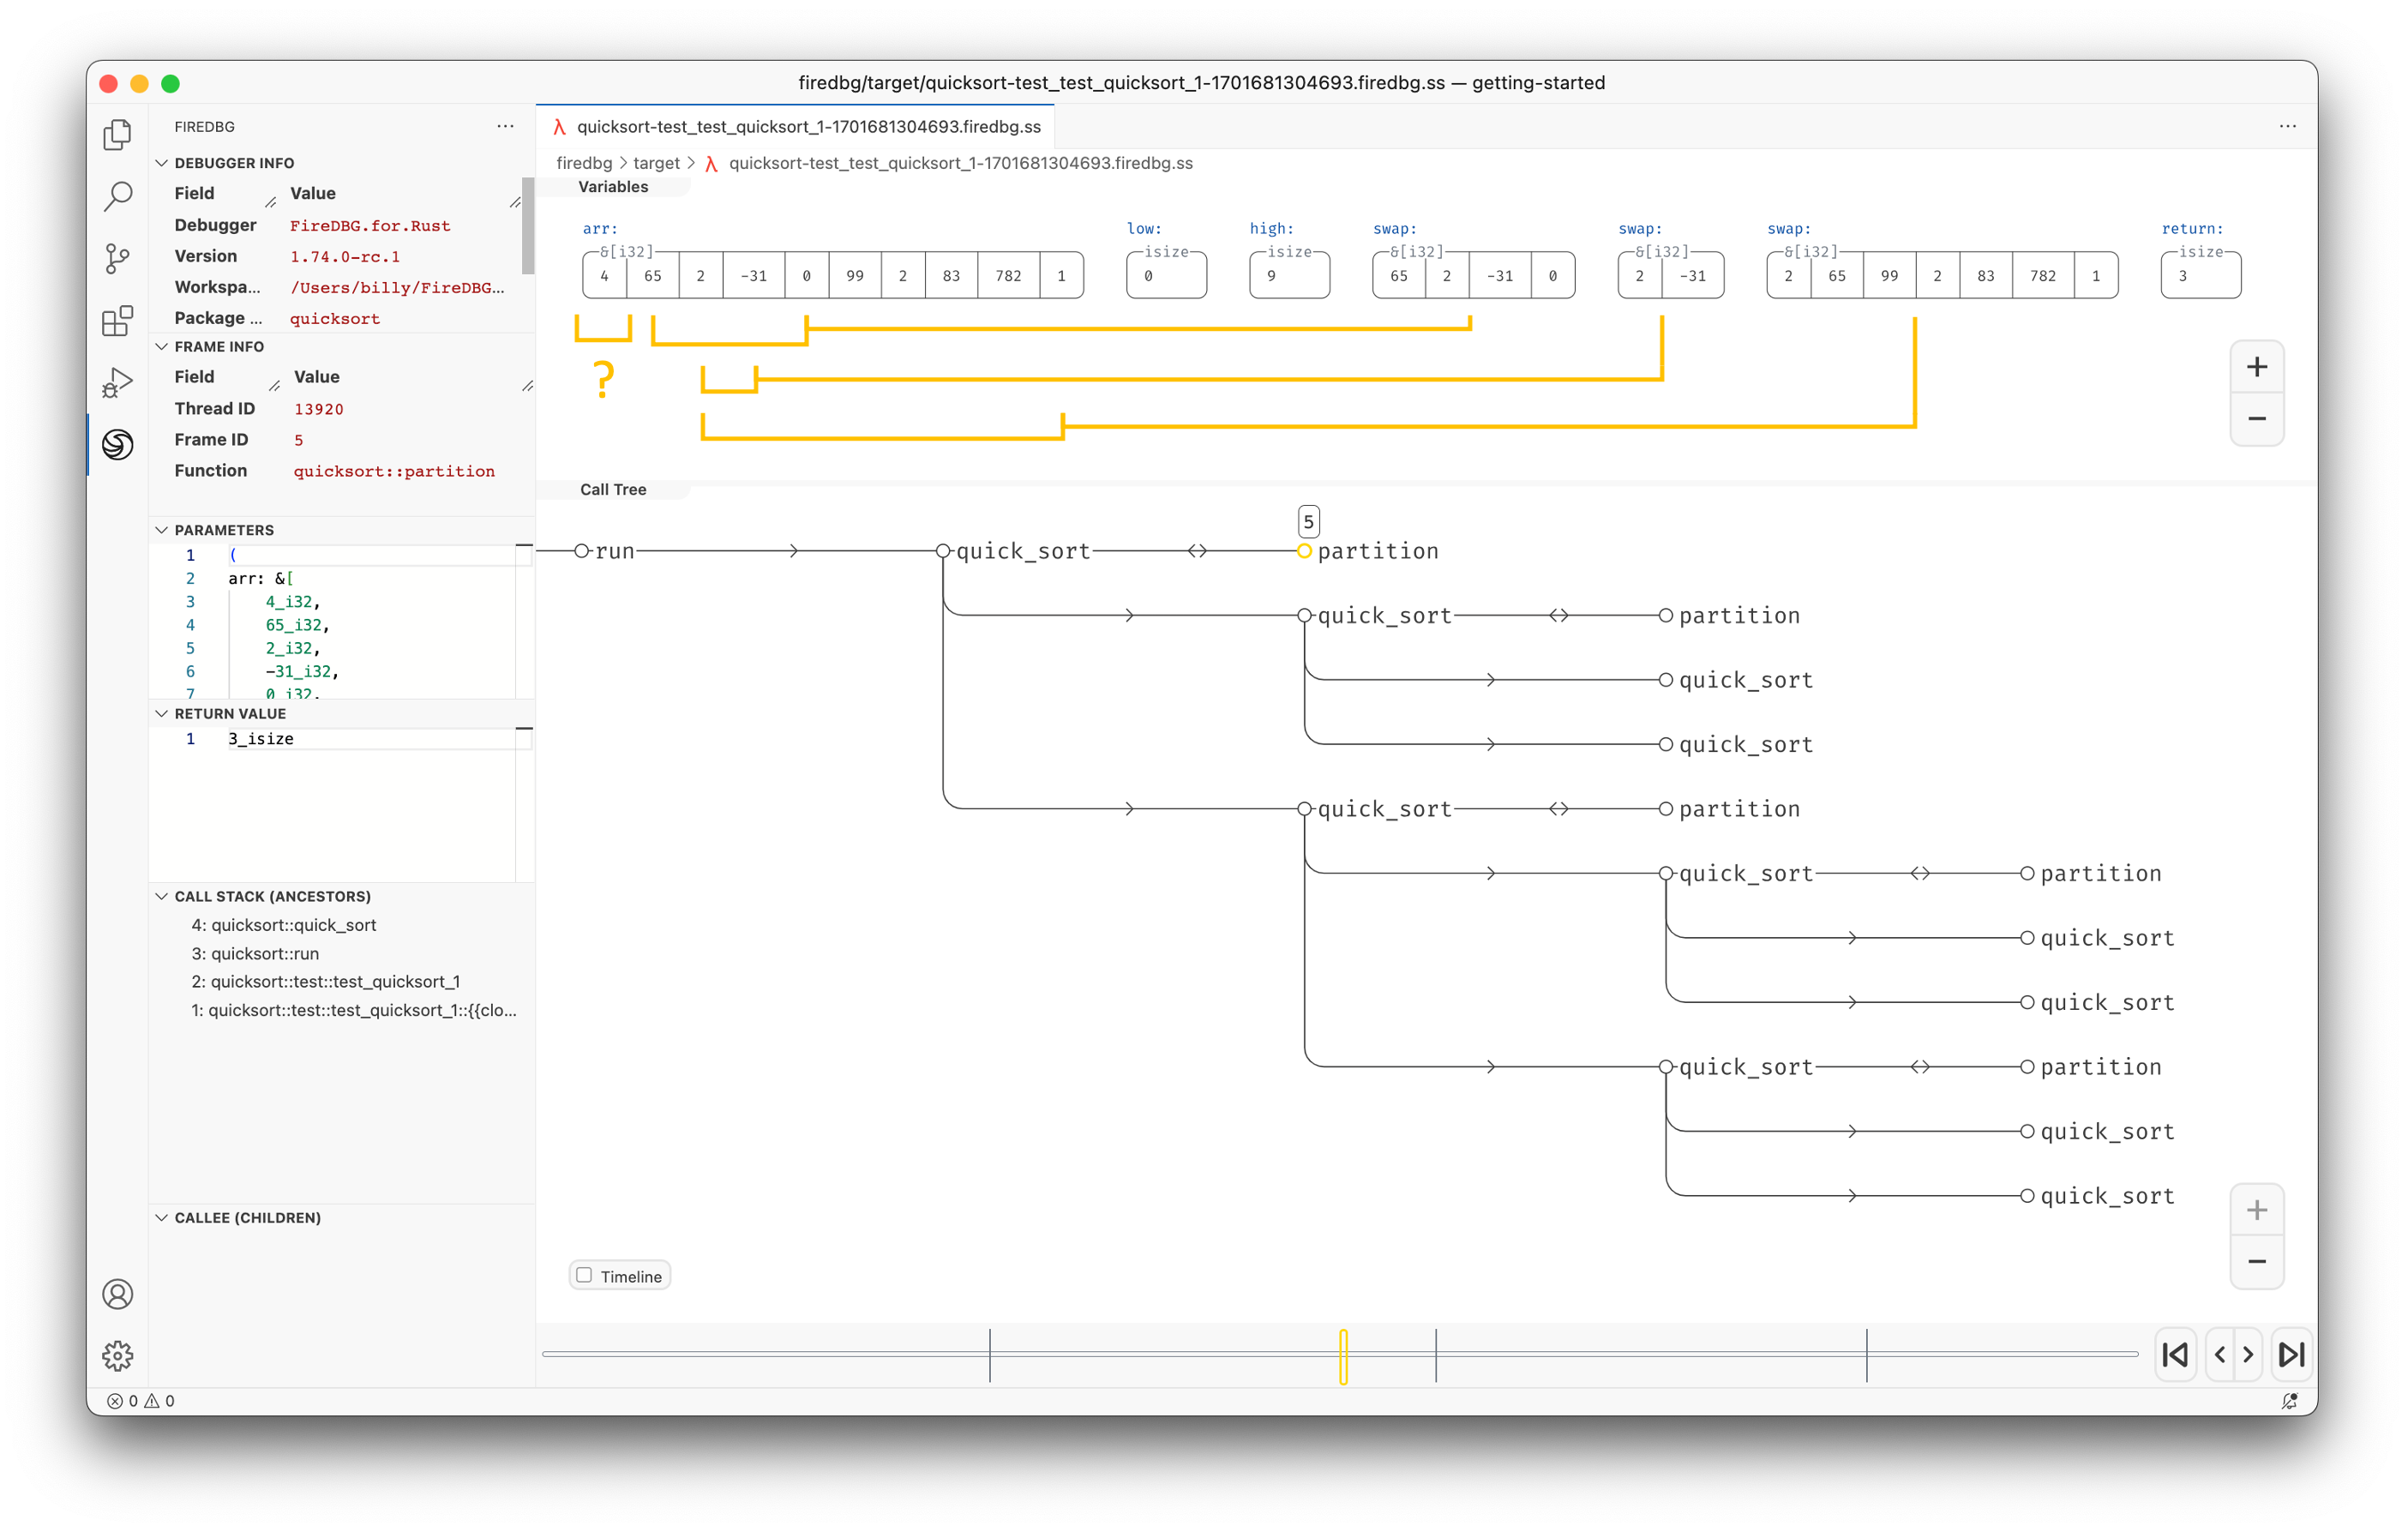 firedbg/target/quicksort-test_test_quicksort_1-1701681304693.firedbg.ss — getting-started
FIREDBG
DEBUGGER INFO
Field Value
Debugger FireDBG.for.Rust
Version 1.74.0-rc.1
Workspa... /Users/billy/FireDBG...
Package ... quicksort
FRAME INFO
Field Value
Thread ID 13920
Frame ID 5
Function quicksort::partition
PARAMETERS
1 (
2 arr: &[
3 4_i32,
4 65_i32,
5 2_i32,
6 -31_i32,
7 0_i32,
RETURN VALUE
1 3_isize
CALL STACK (ANCESTORS)
4: quicksort::quick_sort
3: quicksort::run
2: quicksort::test::test_quicksort_1
1: quicksort::test::test_quicksort_1::{{clo...
CALLEE (CHILDREN)
λ quicksort-test_test_quicksort_1-1701681304693.firedbg.ss
firedbg > target > λ quicksort-test_test_quicksort_1-1701681304693.firedbg.ss
Variables
arr: low: high: swap: swap: swap: return:
&[i32] isize isize &[i32] &[i32] &[i32] isize
4 65 2 -31 0 99 2 83 782 1 0 9 65 2 -31 0 2 -31 2 65 99 2 83 782 1 3
?
+
−
Call Tree
5
run quick_sort partition
quick_sort partition
quick_sort
quick_sort
quick_sort partition
quick_sort partition
quick_sort
quick_sort
quick_sort partition
quick_sort
quick_sort
+
−
Timeline
0 0